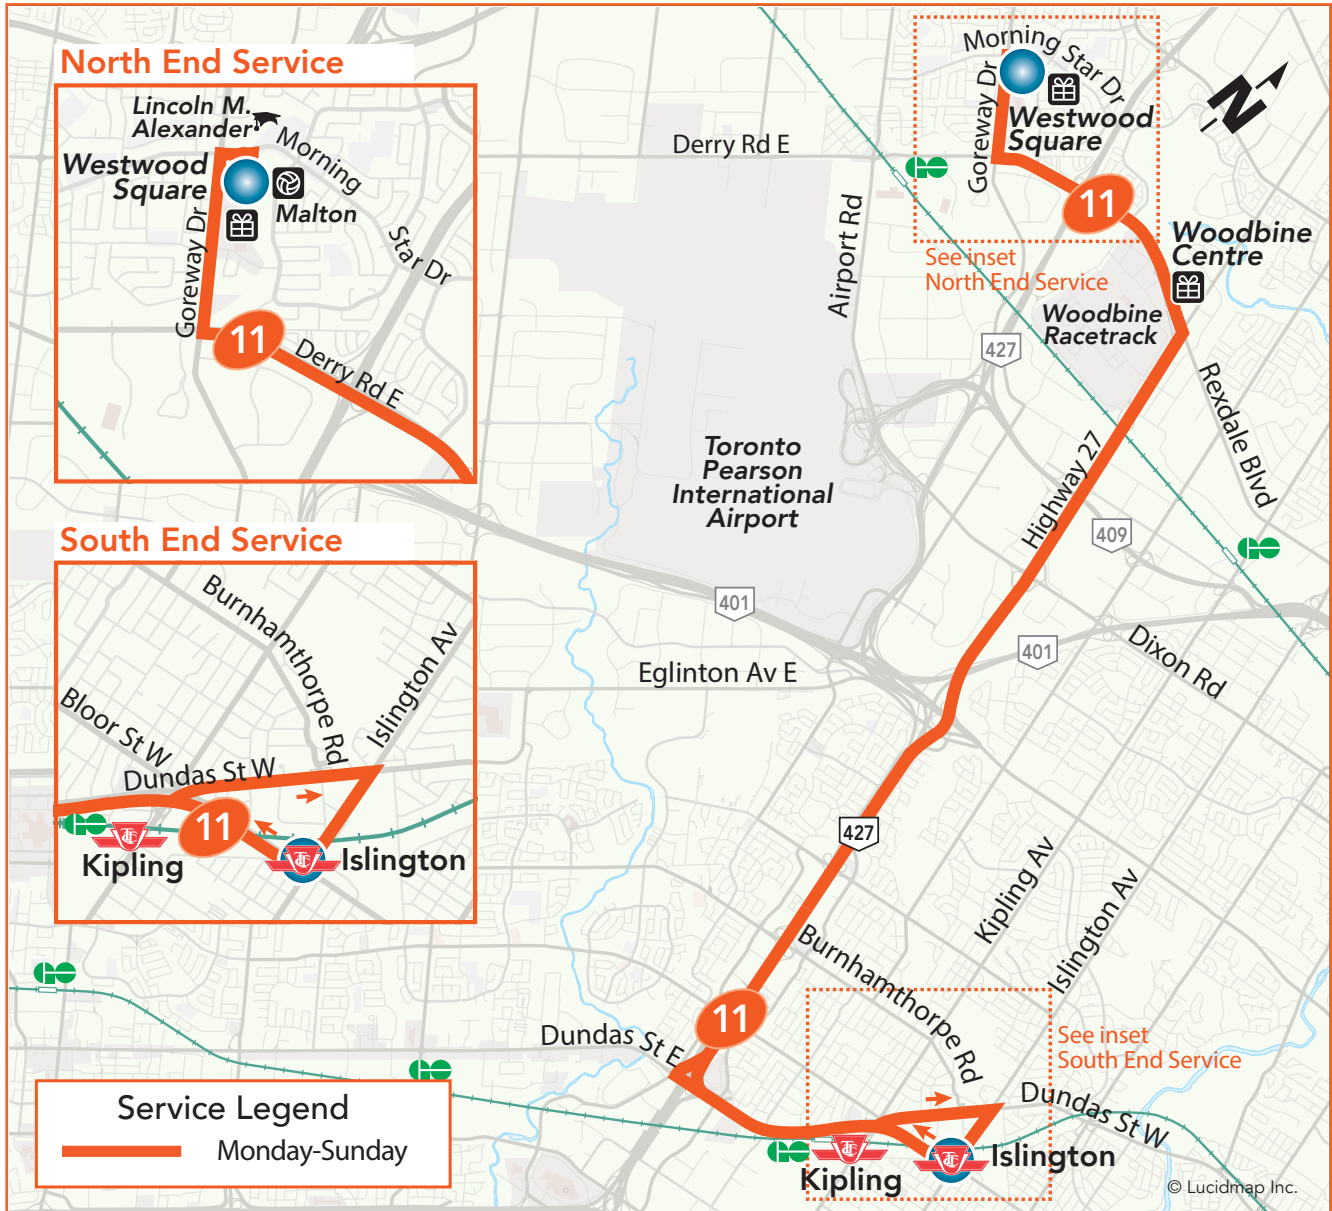 North End Service
Lincoln M.
Alexander
Morning
Star Dr
Westwood
Square
Malton
Goreway Dr
11
Derry Rd E
South End Service
Burnhamthorpe Rd
Islington Av
Bloor St W
Dundas St W
11
TTC
Kipling
TTC
Islington
Service Legend
Monday-Sunday
Morning Star Dr
Goreway Dr
Westwood
Square
N
Derry Rd E
11
Airport Rd
See inset
North End Service
Woodbine
Centre
Woodbine
Racetrack
427
Rexdale Blvd
Toronto
Pearson
International
Airport
Highway 27
409
401
401
Dixon Rd
Eglinton Av E
427
Kipling Av
Islington Av
Burnhamthorpe Rd
11
Dundas St E
See inset
South End Service
Dundas St W
TTC
Kipling
TTC
Islington
© Lucidmap Inc.